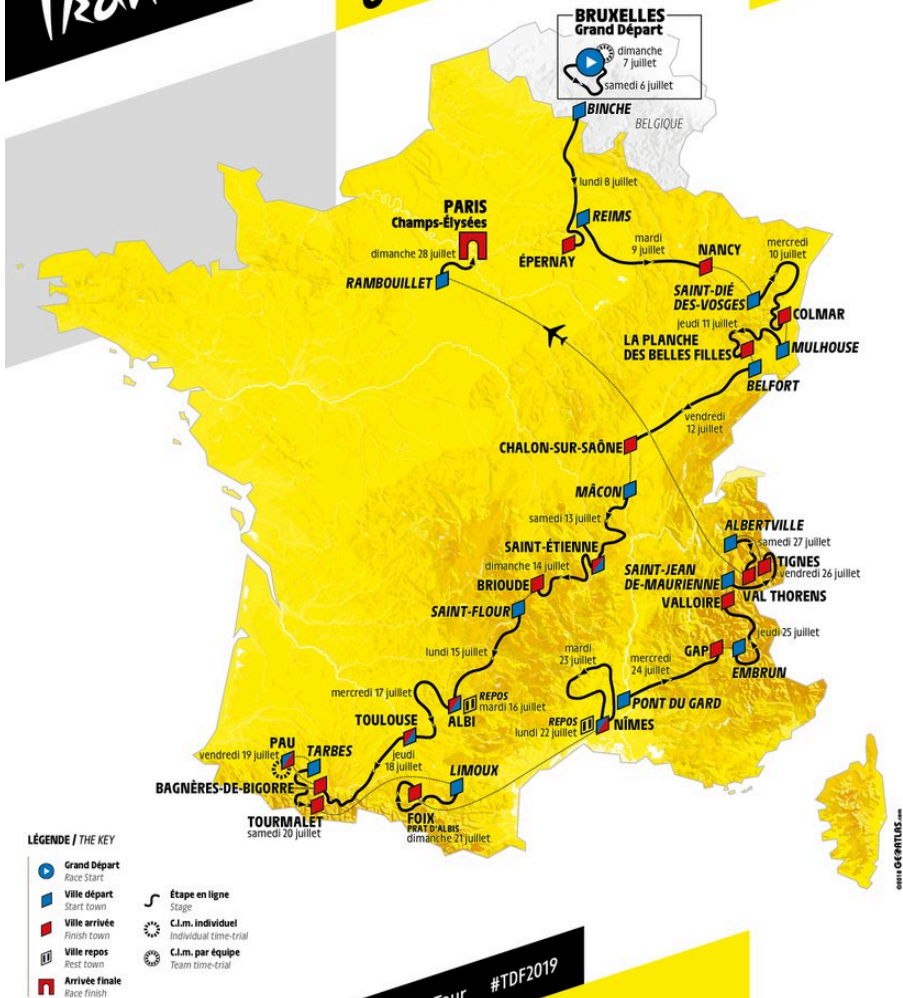 BRUXELLES
Grand Départ
dimanche
7 juillet
samedi 6 juillet
BINCHE
BELGIQUE
lundi 8 juillet
PARIS
Champs-Élysées
REIMS
dimanche 28 juillet
ÉPERNAY
mardi
9 juillet
NANCY
mercredi
10 juillet
RAMBOUILLET
SAINT-DIÉ
DES-VOSGES
COLMAR
jeudi 11 juillet
LA PLANCHE
DES BELLES FILLES
MULHOUSE
BELFORT
vendredi
12 juillet
CHALON-SUR-SAÔNE
MÂCON
samedi 13 juillet
ALBERTVILLE
samedi 27 juillet
SAINT-ÉTIENNE
dimanche 14 juillet
BRIOUDE
SAINT-JEAN
DE-MAURIENNE
TIGNES
vendredi 26 juillet
VAL THORENS
VALLOIRE
SAINT-FLOUR
jeudi 25 juillet
lundi 15 juillet
mardi
23 juillet
mercredi
24 juillet
GAP
EMBRUN
mercredi 17 juillet
REPOS
mardi 16 juillet
ALBI
PONT DU GARD
TOULOUSE
REPOS
lundi 22 juillet
NÎMES
PAU
vendredi 19 juillet
TARBES
jeudi
18 juillet
LIMOUX
BAGNÈRES-DE-BIGORRE
TOURMALET
samedi 20 juillet
FOIX
PRAT D'ALBIS
dimanche 21 juillet
LÉGENDE / THE KEY
Grand Départ
Race Start
Ville départ
Start town
Ville arrivée
Finish town
Ville repos
Rest town
Arrivée finale
Race finish
Étape en ligne
Stage
C.l.m. individuel
Individual time-trial
C.l.m. par équipe
Team time-trial
©2018 GEOATLAS.com
#TDF2019